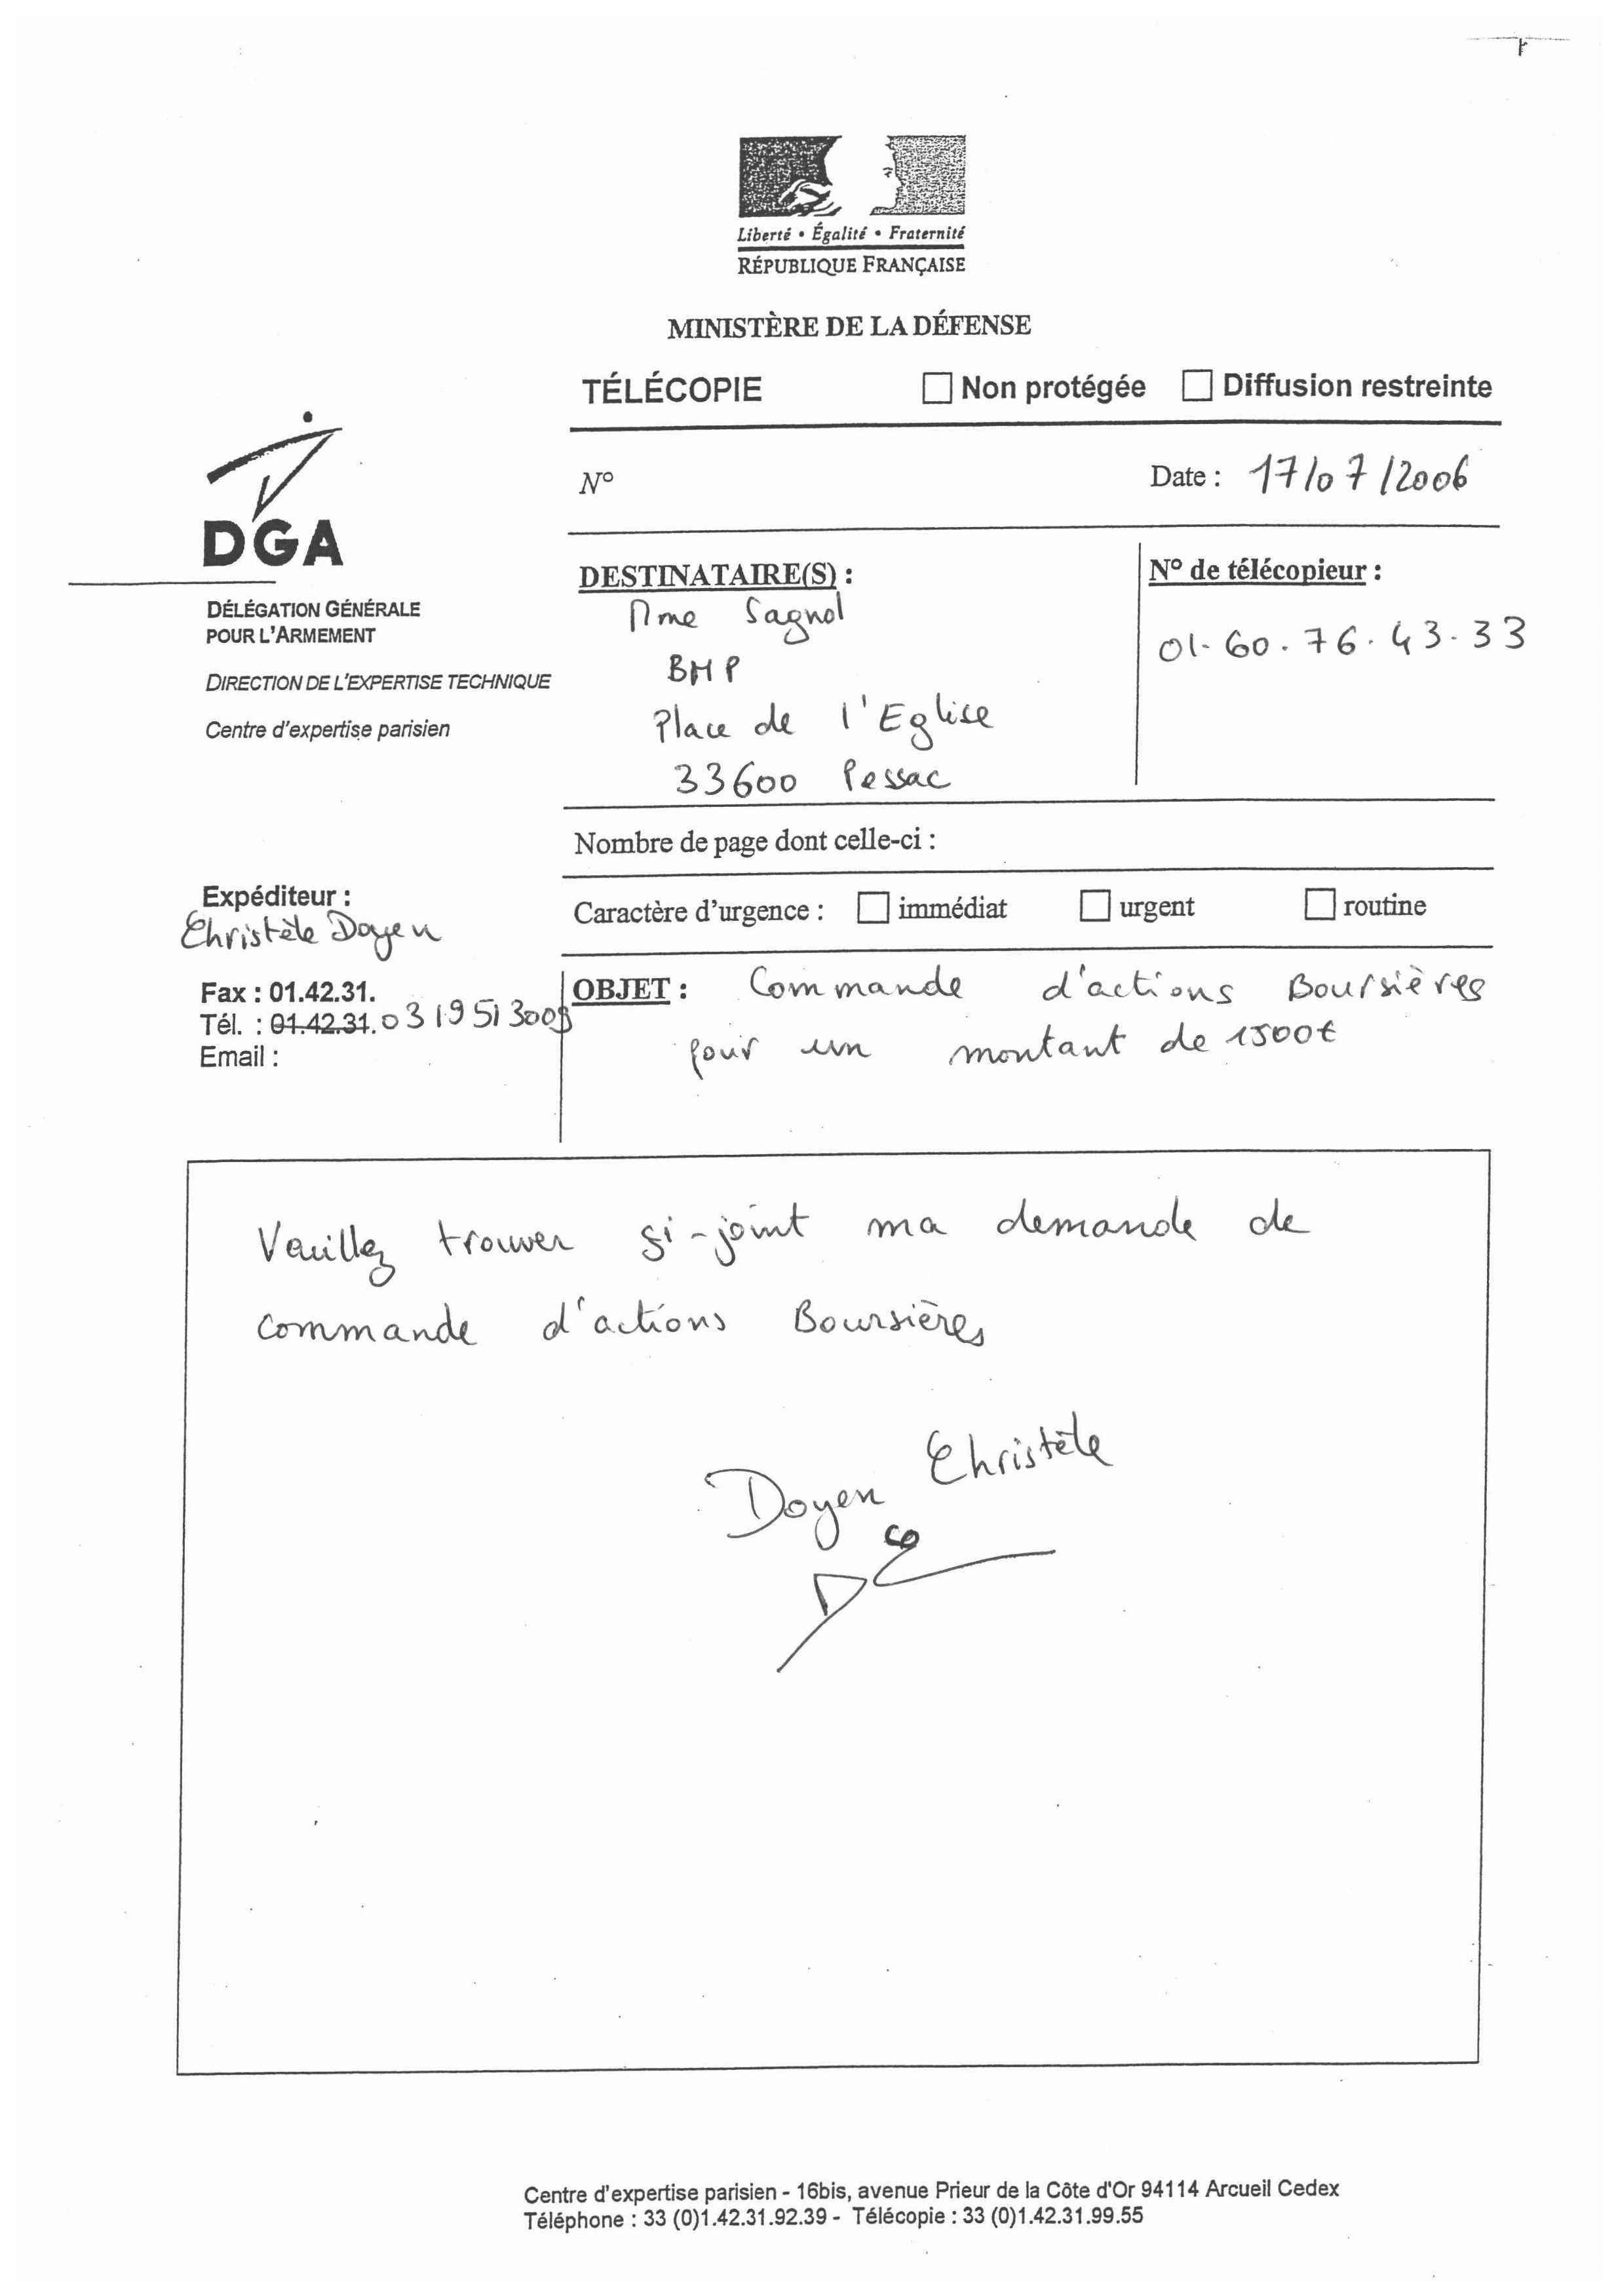 Liberté • Égalité • Fraternité
RÉPUBLIQUE FRANÇAISE
MINISTÈRE DE LA DÉFENSE
TÉLÉCOPIE ☐ Non protégée ☐ Diffusion restreinte
N° Date : 17/07/2006
DGA
DÉLÉGATION GÉNÉRALE
POUR L'ARMEMENT
DIRECTION DE L'EXPERTISE TECHNIQUE
Centre d'expertise parisien
DESTINATAIRE(S) :
Mme Sagnol
BMP
Place de l'Eglise
33600 Pessac
N° de télécopieur :
01-60.76.43-33
Nombre de page dont celle-ci :
Expéditeur :
Christèle Doyen
Caractère d'urgence : ☐ immédiat ☐ urgent ☐ routine
Fax : 01.42.31.
Tél. : 01.42.31. 0319513009
Email :
OBJET : Commande d'actions Boursières
pour un montant de 1500€
Veuillez trouver si-joint ma demande de
commande d'actions Boursières
Doyen Christèle
Centre d'expertise parisien - 16bis, avenue Prieur de la Côte d'Or 94114 Arcueil Cedex
Téléphone : 33 (0)1.42.31.92.39 - Télécopie : 33 (0)1.42.31.99.55